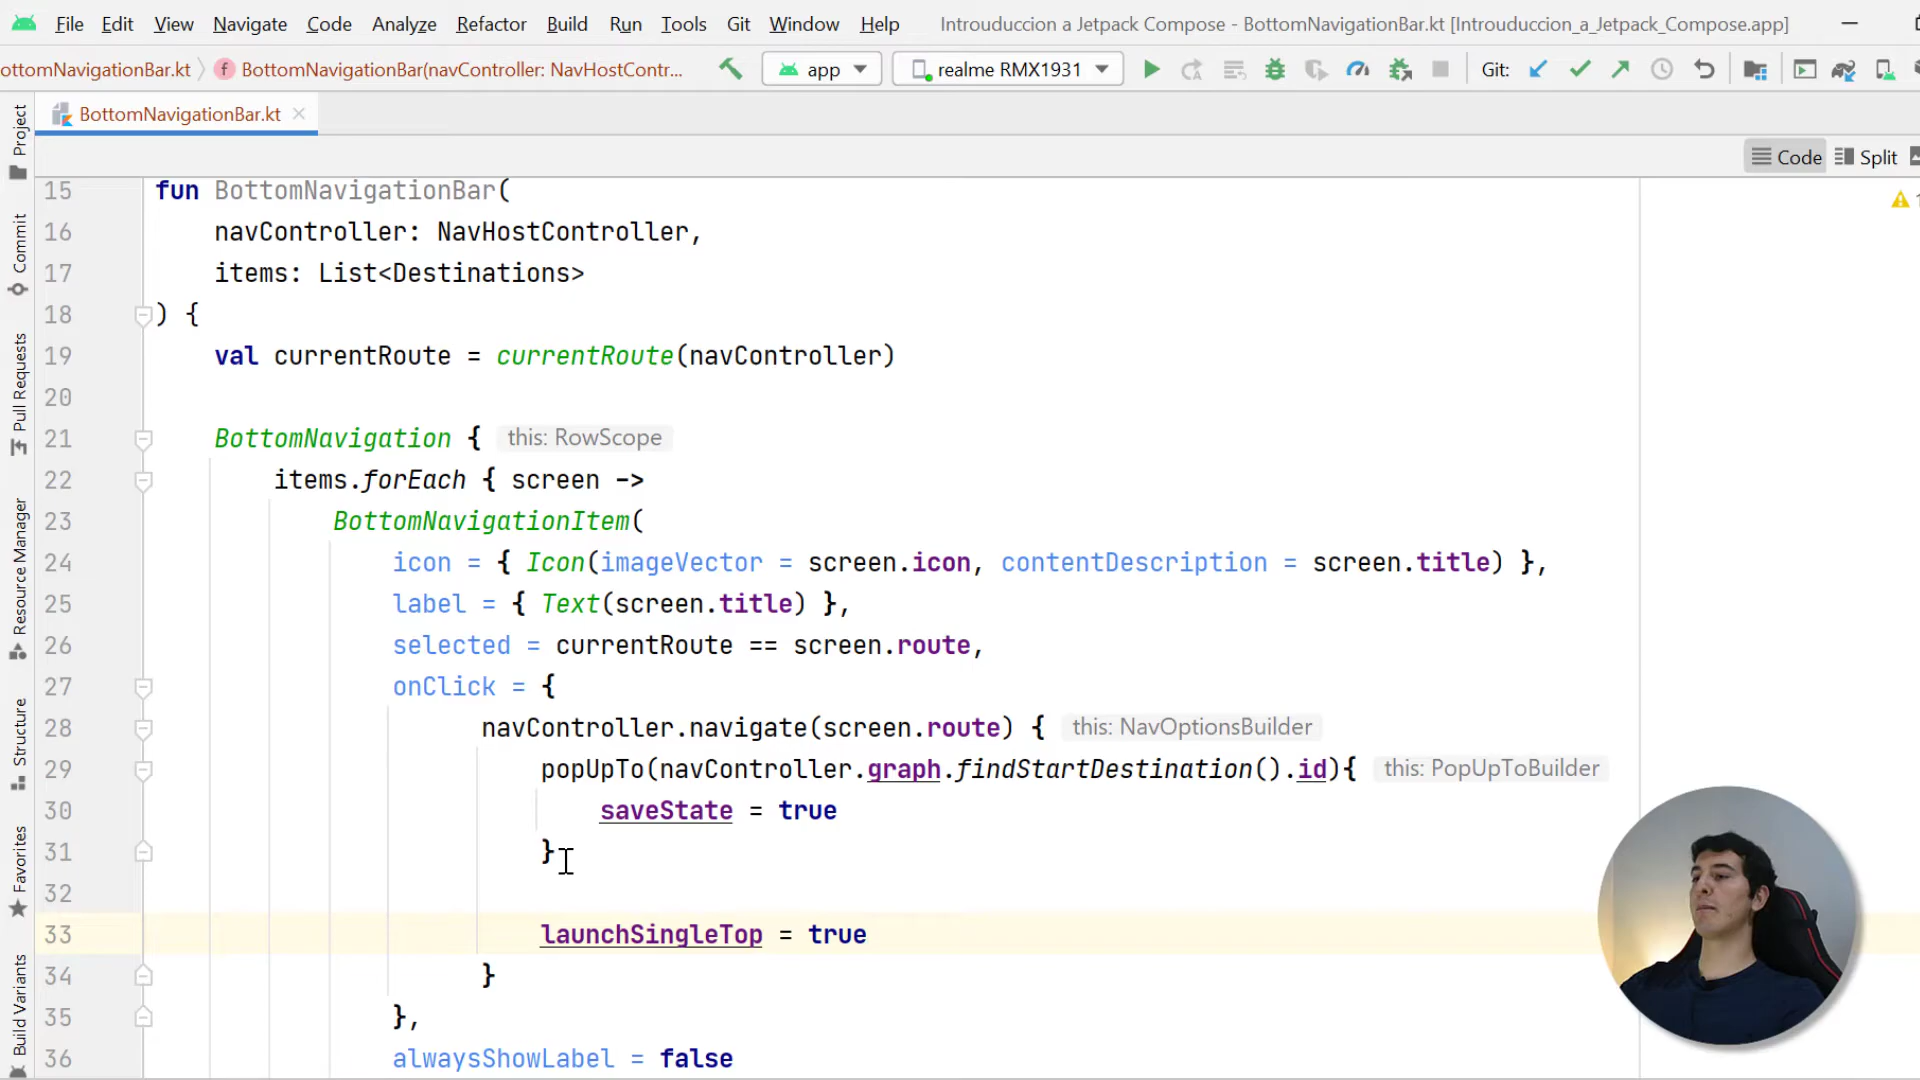 File Edit View Navigate Code Analyze Refactor Build Run Tools Git Window Help Introuduccion a Jetpack Compose - BottomNavigationBar.kt [Introuduccion_a_Jetpack_Compose.app]
ottomNavigationBar.kt BottomNavigationBar(navController: NavHostContr... app realme RMX1931 Git:
BottomNavigationBar.kt
Code Split
Project
Commit
Pull Requests
Resource Manager
Structure
Favorites
Build Variants
15 fun BottomNavigationBar(
16 navController: NavHostController,
17 items: List<Destinations>
18 ) {
19 val currentRoute = currentRoute(navController)
20
21 BottomNavigation { this: RowScope
22 items.forEach { screen ->
23 BottomNavigationItem(
24 icon = { Icon(imageVector = screen.icon, contentDescription = screen.title) },
25 label = { Text(screen.title) },
26 selected = currentRoute == screen.route,
27 onClick = {
28 navController.navigate(screen.route) { this: NavOptionsBuilder
29 popUpTo(navController.graph.findStartDestination().id){ this: PopUpToBuilder
30 saveState = true
31 }
32
33 launchSingleTop = true
34 }
35 },
36 alwaysShowLabel = false